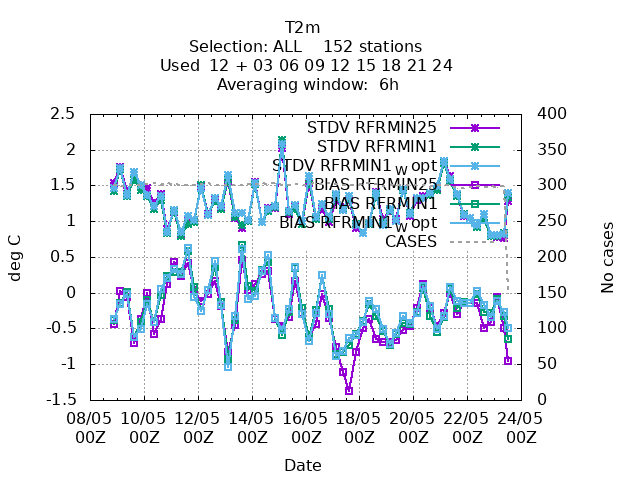 T2m
Selection: ALL    152 stations
Used  12 + 03 06 09 12 15 18 21 24
Averaging window:  6h
STDV RFRMIN25
STDV RFRMIN1
STDV RFRMIN1_w opt
BIAS RFRMIN25
BIAS RFRMIN1
BIAS RFRMIN1_w opt
CASES
2.5
2
1.5
1
0.5
0
-0.5
-1
-1.5
deg C
400
350
300
250
200
150
100
50
0
No cases
08/05 10/05 12/05 14/05 16/05 18/05 20/05 22/05 24/05
00Z 00Z 00Z 00Z 00Z 00Z 00Z 00Z 00Z
Date